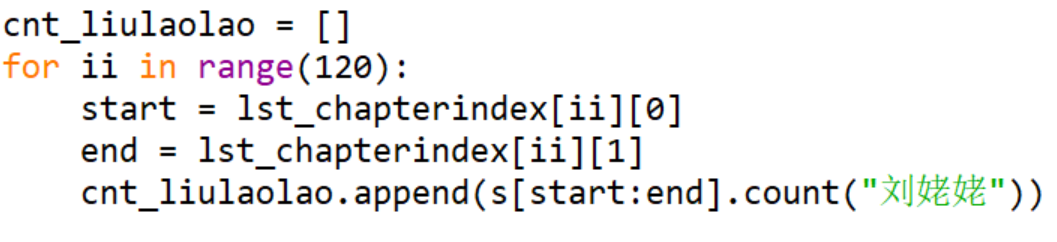 cnt_liulaolao = []
for ii in range(120):
    start = lst_chapterindex[ii][0]
    end = lst_chapterindex[ii][1]
    cnt_liulaolao.append(s[start:end].count("刘姥姥"))